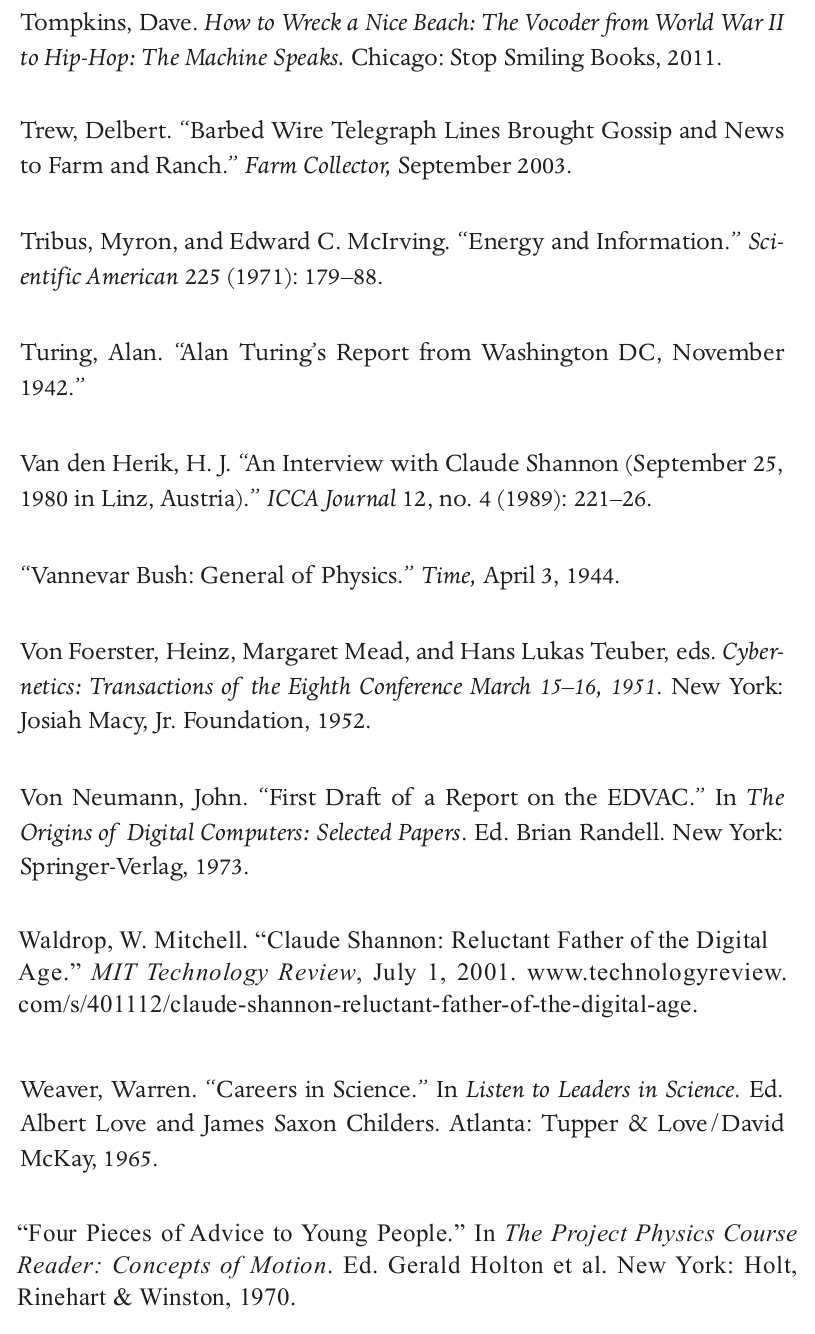 Tompkins, Dave. How to Wreck a Nice Beach: The Vocoder from World War II
to Hip-Hop: The Machine Speaks. Chicago: Stop Smiling Books, 2011.
Trew, Delbert. “Barbed Wire Telegraph Lines Brought Gossip and News
to Farm and Ranch.” Farm Collector, September 2003.
Tribus, Myron, and Edward C. McIrving. “Energy and Information.” Sci-
entific American 225 (1971): 179–88.
Turing, Alan. “Alan Turing’s Report from Washington DC, November
1942.”
Van den Herik, H. J. “An Interview with Claude Shannon (September 25,
1980 in Linz, Austria).” ICCA Journal 12, no. 4 (1989): 221–26.
“Vannevar Bush: General of Physics.” Time, April 3, 1944.
Von Foerster, Heinz, Margaret Mead, and Hans Lukas Teuber, eds. Cyber-
netics: Transactions of the Eighth Conference March 15–16, 1951. New York:
Josiah Macy, Jr. Foundation, 1952.
Von Neumann, John. “First Draft of a Report on the EDVAC.” In The
Origins of Digital Computers: Selected Papers. Ed. Brian Randell. New York:
Springer-Verlag, 1973.
Waldrop, W. Mitchell. “Claude Shannon: Reluctant Father of the Digital
Age.” MIT Technology Review, July 1, 2001. www.technologyreview.
com/s/401112/claude-shannon-reluctant-father-of-the-digital-age.
Weaver, Warren. “Careers in Science.” In Listen to Leaders in Science. Ed.
Albert Love and James Saxon Childers. Atlanta: Tupper & Love/David
McKay, 1965.
“Four Pieces of Advice to Young People.” In The Project Physics Course
Reader: Concepts of Motion. Ed. Gerald Holton et al. New York: Holt,
Rinehart & Winston, 1970.